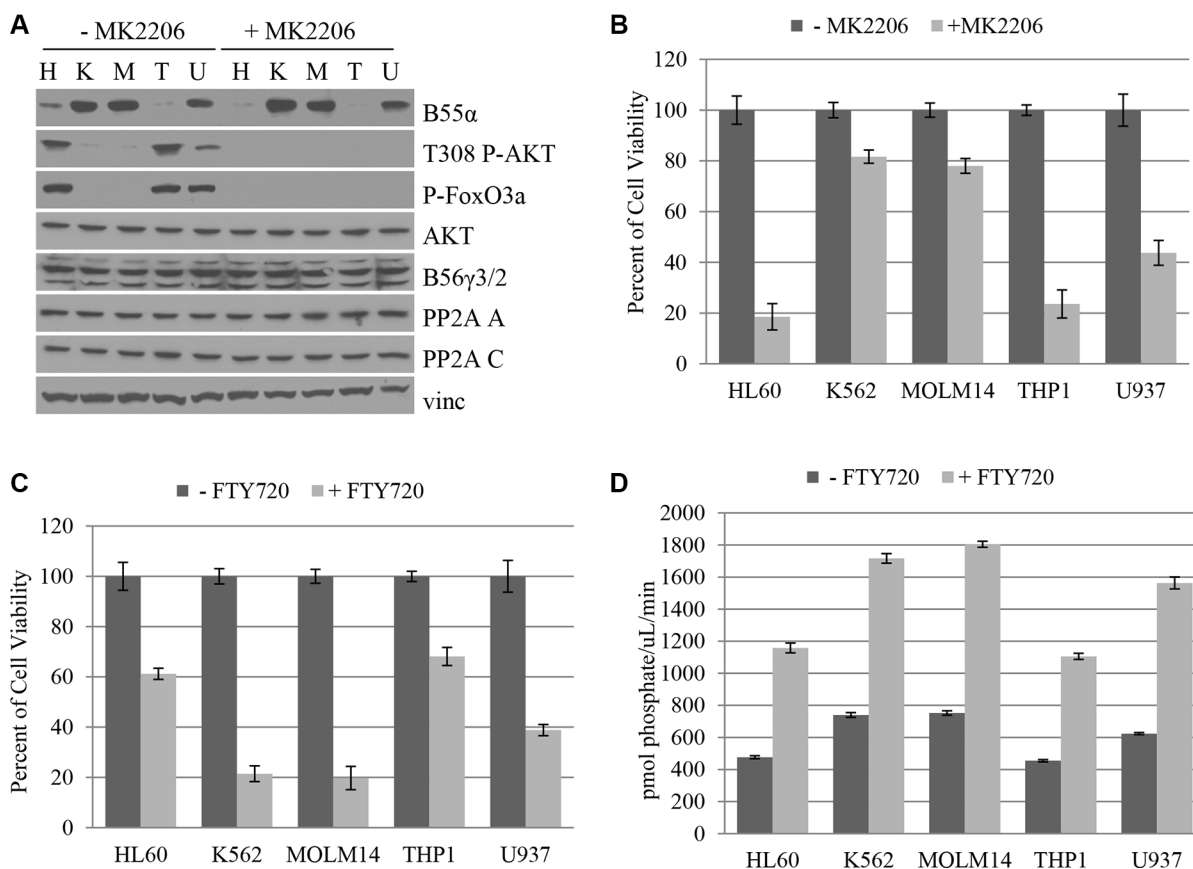 A
- MK2206 + MK2206
H K M T U H K M T U
B55α
T308 P-AKT
P-FoxO3a
AKT
B56γ3/2
PP2A A
PP2A C
vinc
B
- MK2206 +MK2206
Percent of Cell Viability
120
100
80
60
40
20
0
HL60 K562 MOLM14 THP1 U937
C
- FTY720 + FTY720
Percent of Cell Viability
120
100
80
60
40
20
0
HL60 K562 MOLM14 THP1 U937
D
- FTY720 + FTY720
pmol phosphate/uL/min
2000
1800
1600
1400
1200
1000
800
600
400
200
0
HL60 K562 MOLM14 THP1 U937